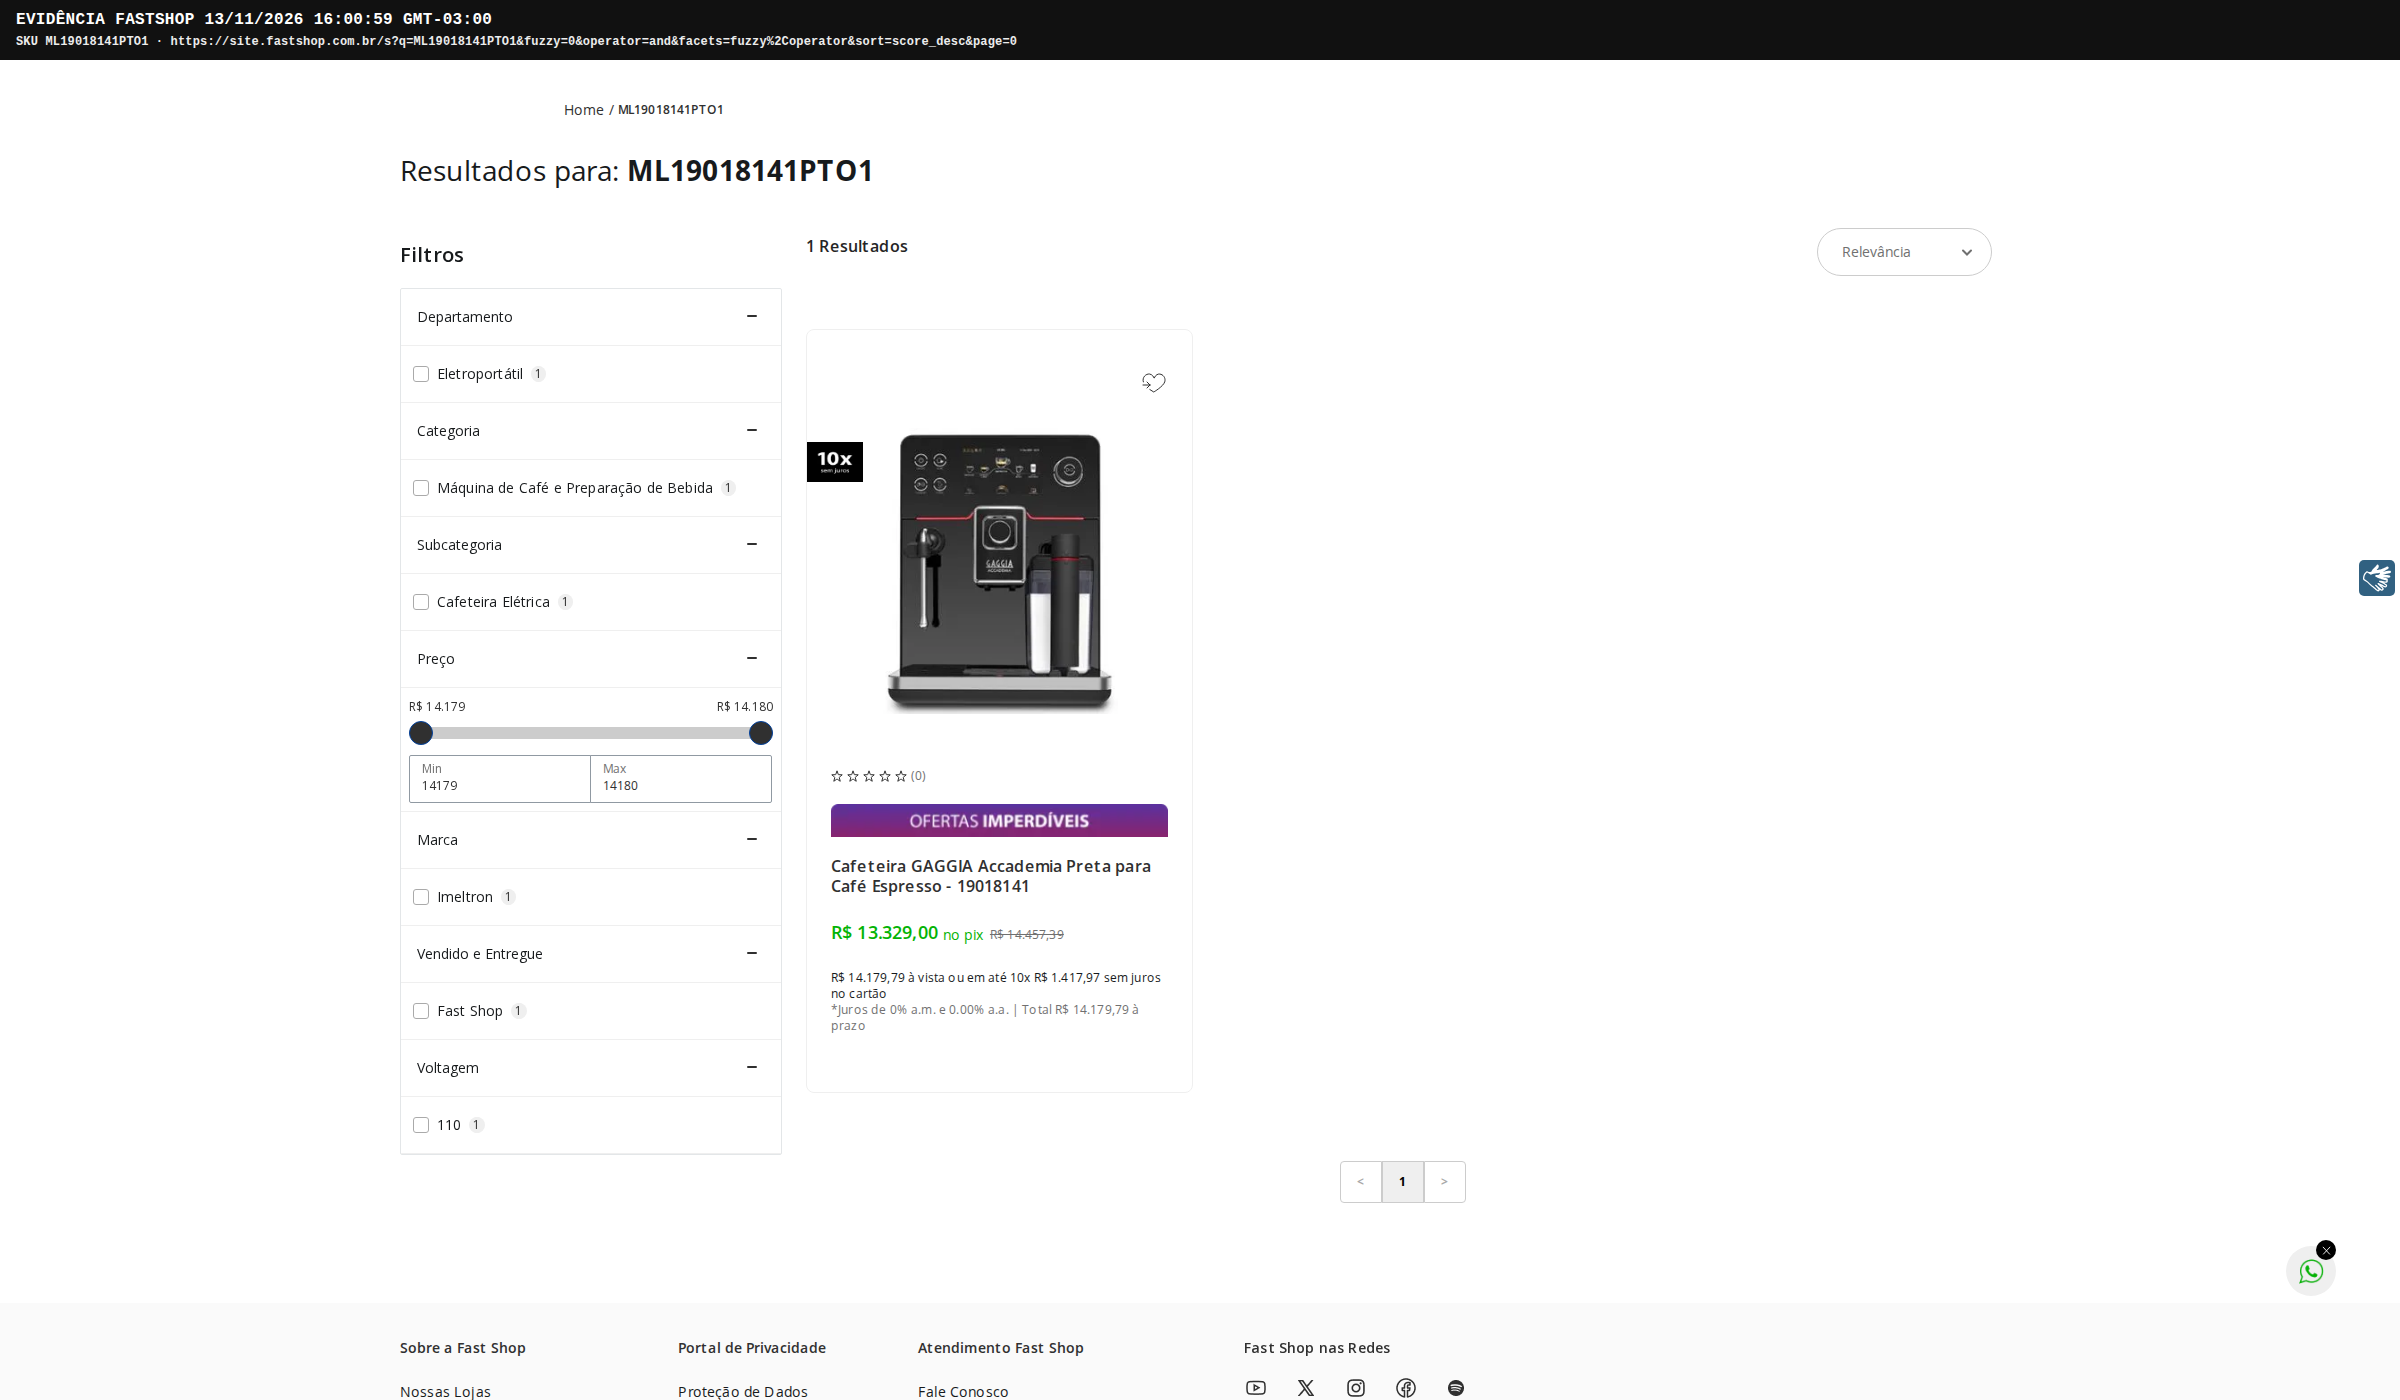 EVIDÊNCIA FASTSHOP 13/11/2026 16:00:59 GMT-03:00
SKU ML19018141PTO1 · https://site.fastshop.com.br/s?q=ML19018141PTO1&fuzzy=0&operator=and&facets=fuzzy%2Coperator&sort=score_desc&page=0
Home / ML19018141PTO1
Resultados para: ML19018141PTO1
Filtros
1 Resultados
Relevância
Departamento
Eletroportátil 1
Categoria
Máquina de Café e Preparação de Bebida 1
Subcategoria
Cafeteira Elétrica 1
Preço
R$ 14.179
R$ 14.180
Min
14179
Max
14180
Marca
Imeltron 1
Vendido e Entregue
Fast Shop 1
Voltagem
110 1
10x
sem juros
GAGGIA
ACCADEMIA
(0)
OFERTAS IMPERDÍVEIS
Cafeteira GAGGIA Accademia Preta para
Café Espresso - 19018141
R$ 13.329,00 no pix R$ 14.457,39
R$ 14.179,79 à vista ou em até 10x R$ 1.417,97 sem juros
no cartão
*Juros de 0% a.m. e 0.00% a.a. | Total R$ 14.179,79 à
prazo
< 1 >
Sobre a Fast Shop
Portal de Privacidade
Atendimento Fast Shop
Fast Shop nas Redes
Nossas Lojas
Proteção de Dados
Fale Conosco